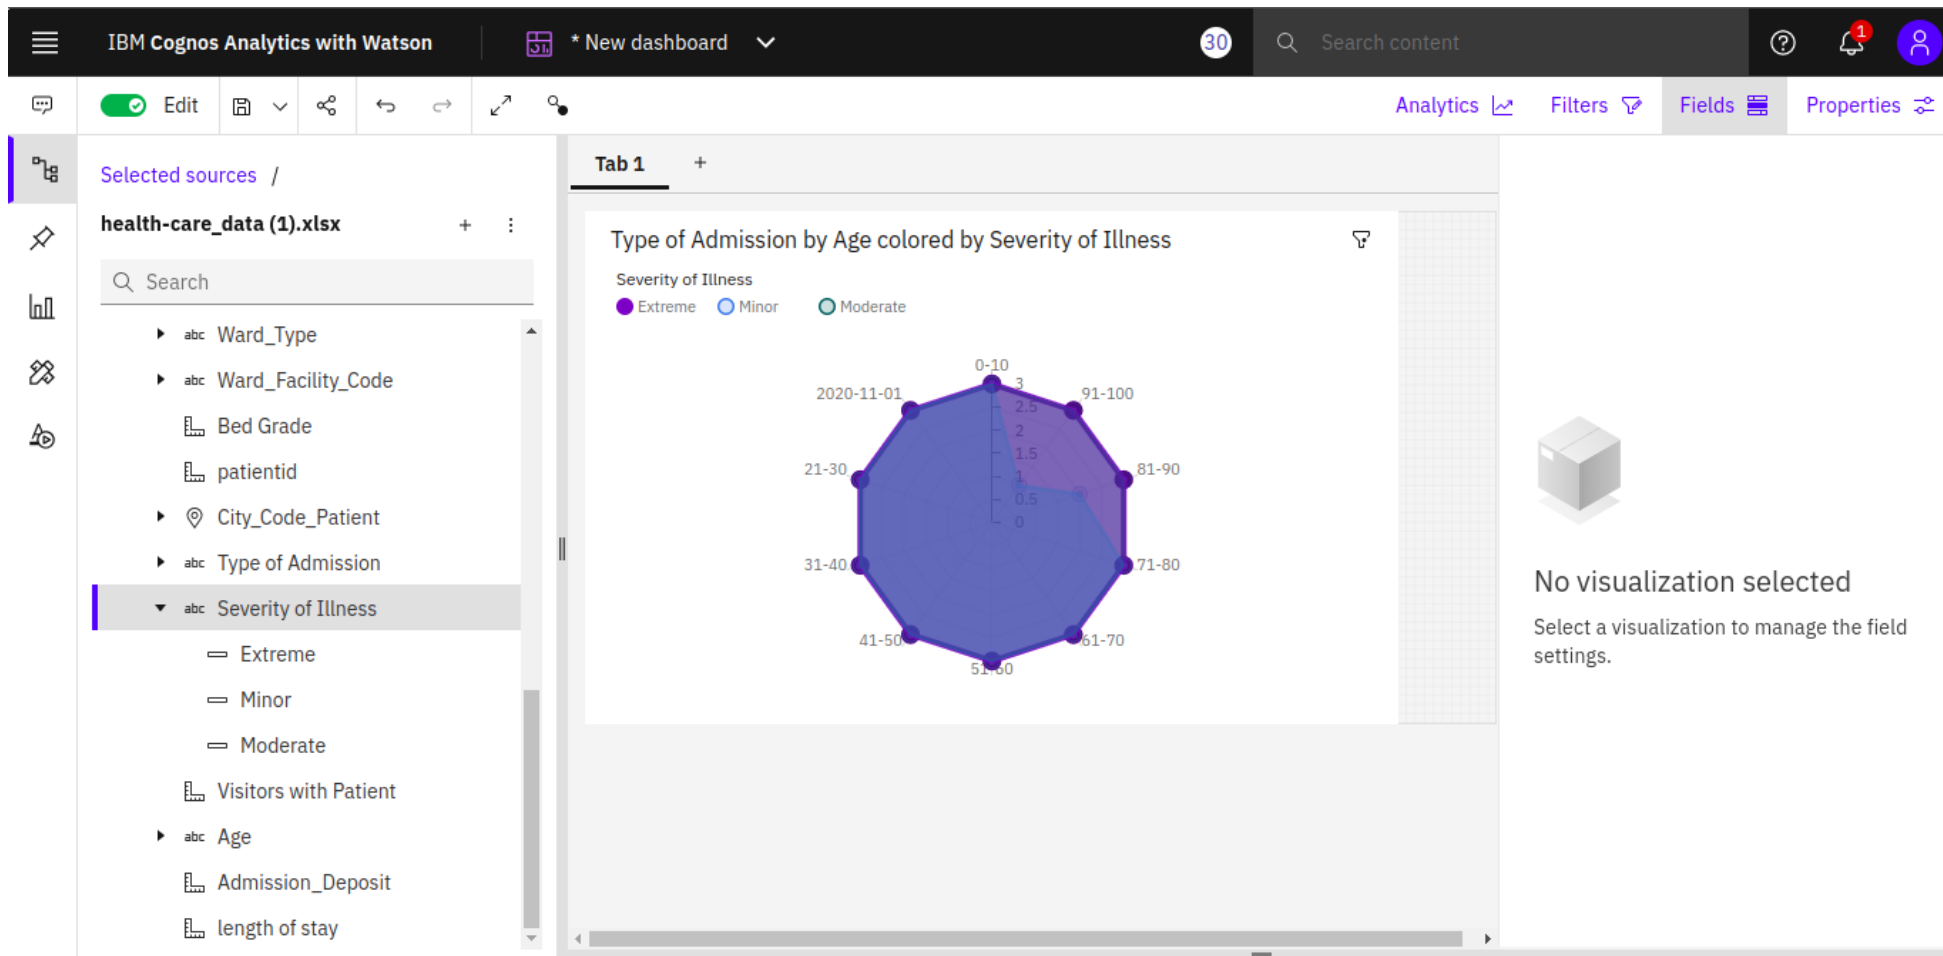 IBM Cognos Analytics with Watson
* New dashboard
30
Search content
1
Edit
Analytics
Filters
Fields
Properties
Selected sources /
health-care_data (1).xlsx
Search
abc Ward_Type
abc Ward_Facility_Code
Bed Grade
patientid
City_Code_Patient
abc Type of Admission
abc Severity of Illness
Extreme
Minor
Moderate
Visitors with Patient
abc Age
Admission_Deposit
length of stay
Tab 1
Type of Admission by Age colored by Severity of Illness
Severity of Illness
Extreme Minor Moderate
0-10
3
2020-11-01 91-100
2.5
2
1.5
21-30 81-90
1
0.5
0
31-40 71-80
41-50 61-70
51-60
No visualization selected
Select a visualization to manage the field
settings.